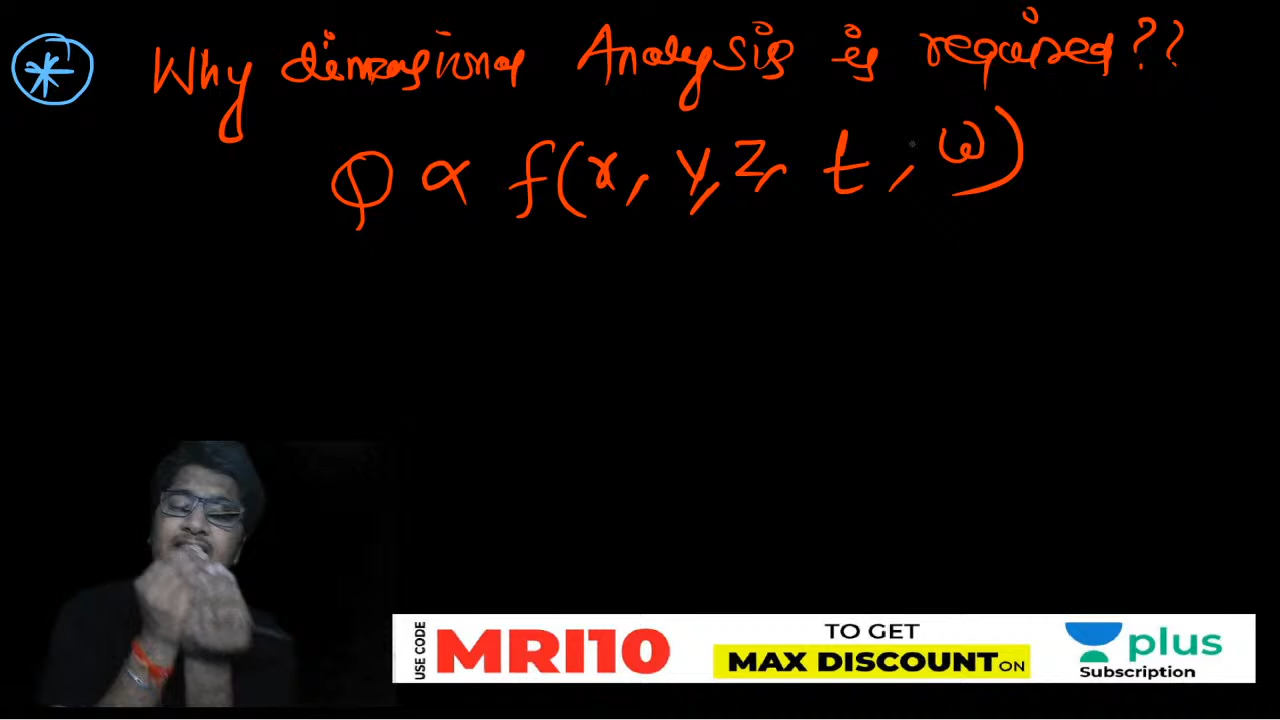 Why dimensional Analysis is required??
Φ ∝ f(x, y, z, t, ω)
USE CODE
MRI10
TO GET
MAX DISCOUNT ON
plus
Subscription